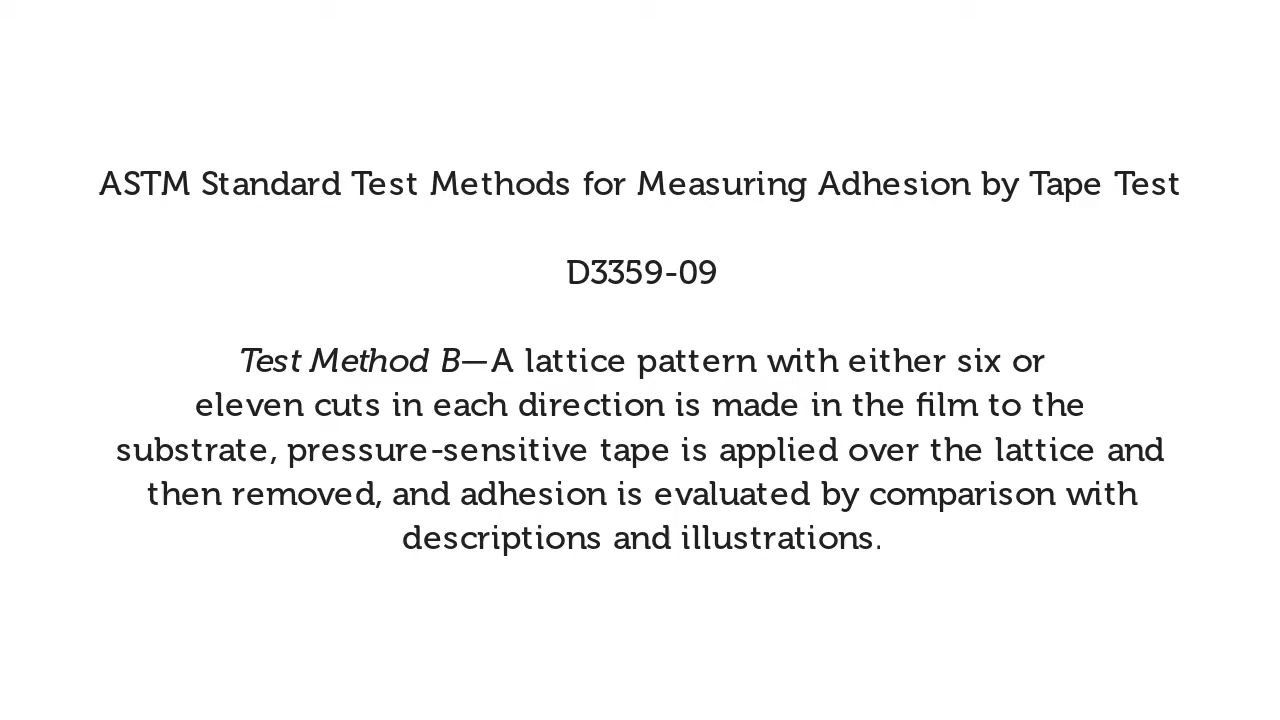 ASTM Standard Test Methods for Measuring Adhesion by Tape Test
D3359-09
Test Method B—A lattice pattern with either six or
eleven cuts in each direction is made in the film to the
substrate, pressure-sensitive tape is applied over the lattice and
then removed, and adhesion is evaluated by comparison with
descriptions and illustrations.